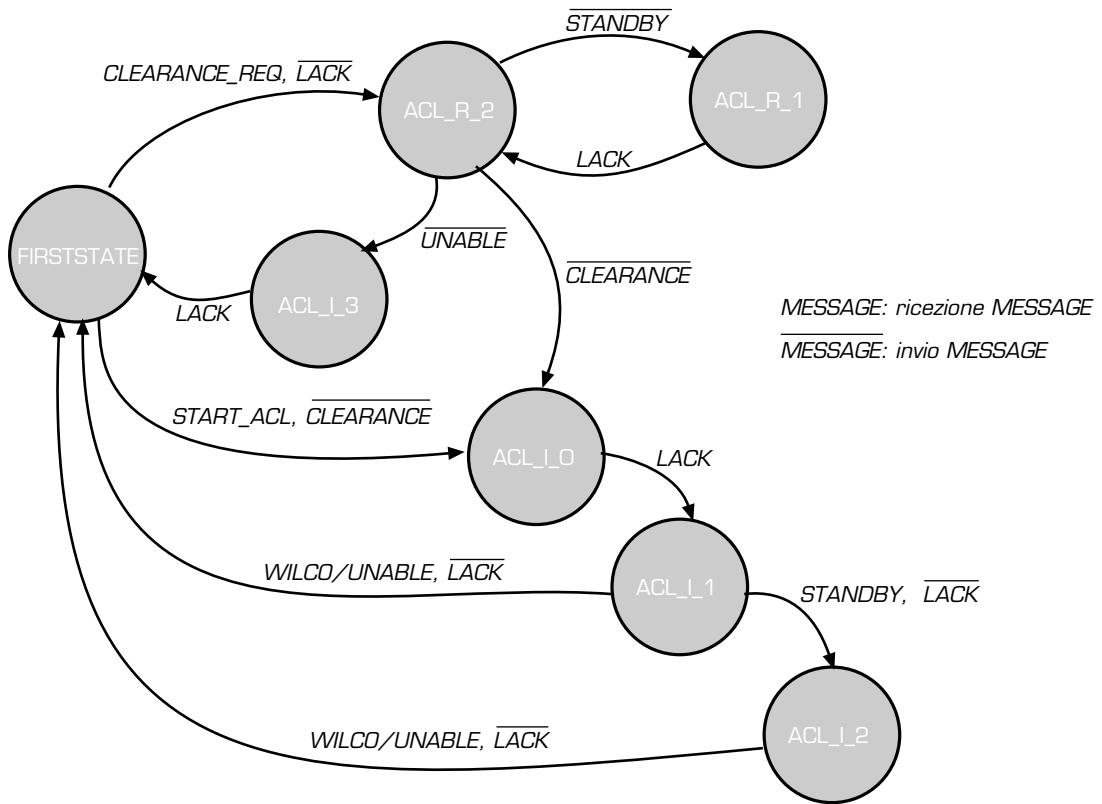 STANDBY
CLEARANCE_REQ, LACK
ACL_R_2
ACL_R_1
LACK
FIRSTSTATE
UNABLE
CLEARANCE
ACL_I_3
LACK
MESSAGE: ricezione MESSAGE
MESSAGE: invio MESSAGE
START_ACL, CLEARANCE
ACL_I_0
LACK
WILCO/UNABLE, LACK
ACL_I_1
STANDBY, LACK
WILCO/UNABLE, LACK
ACL_I_2